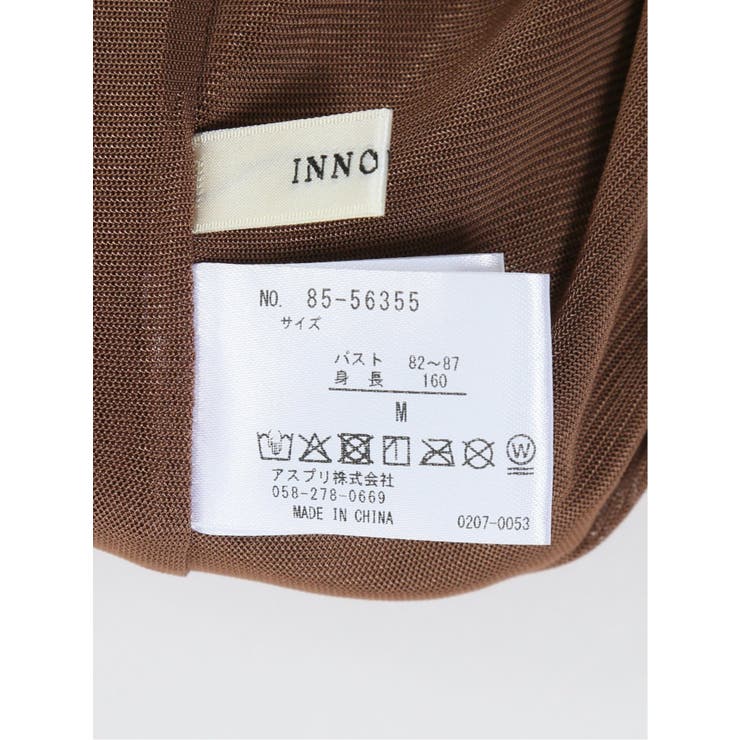 INNO
NO. 85-56355
サイズ
バスト 82～87
身 長 160
M
W
アスプリ株式会社
058-278-0669
MADE IN CHINA 0207-0053